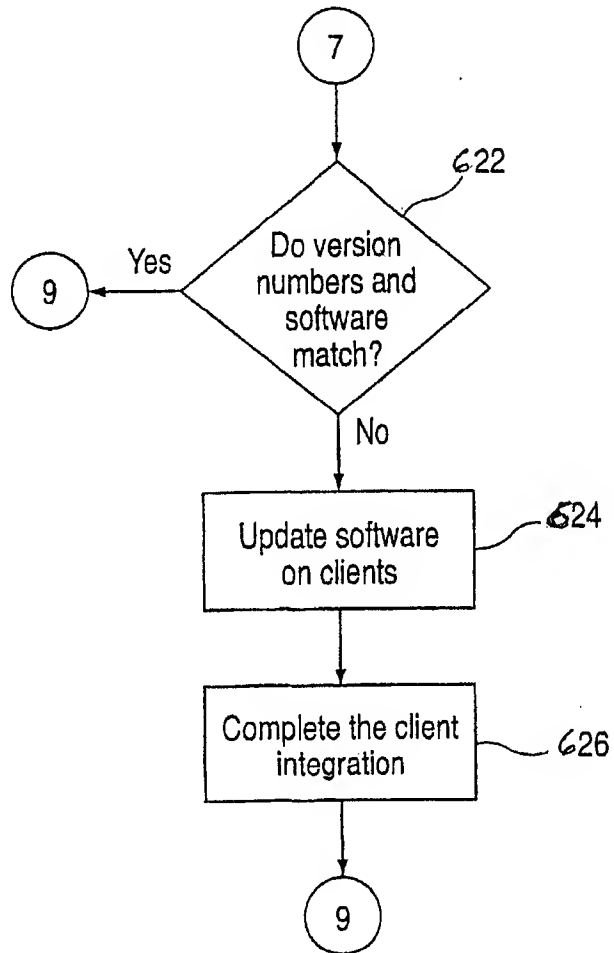 7
622
Do version
numbers and
software
match?
Yes
9
No
Update software
on clients
624
Complete the client
integration
626
9